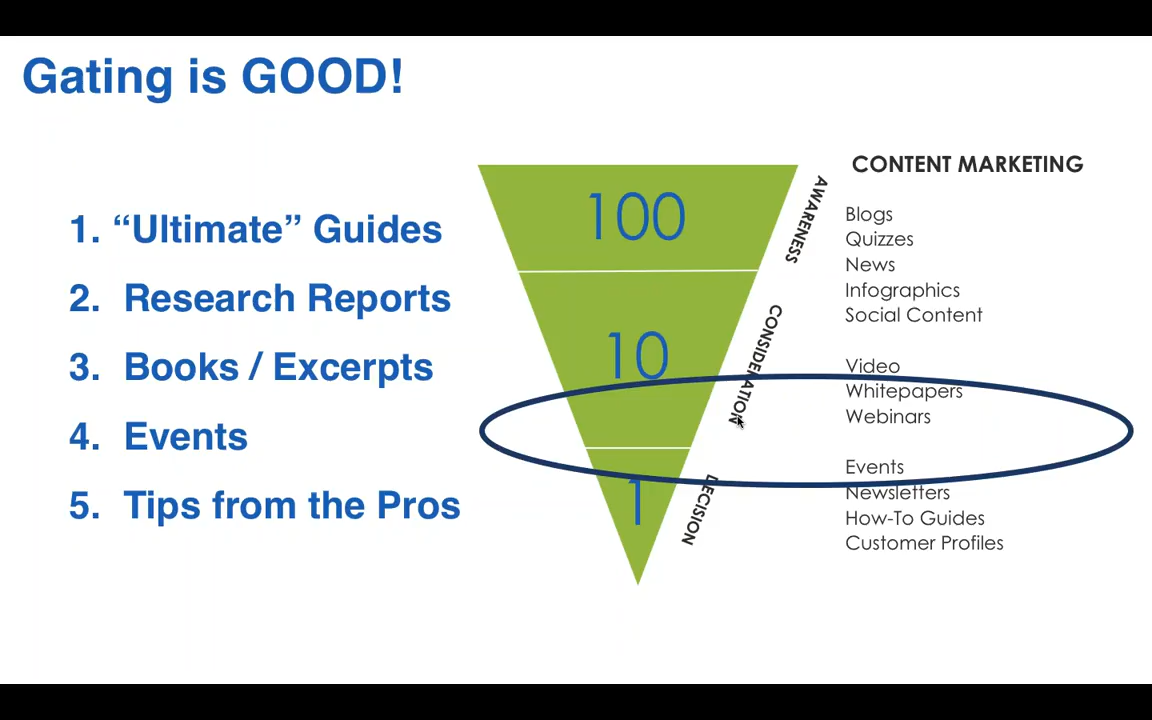 Gating is GOOD!
1. “Ultimate” Guides
2. Research Reports
3. Books / Excerpts
4. Events
5. Tips from the Pros
100
10
1
AWARENESS
CONSIDERATION
DECISION
CONTENT MARKETING
Blogs
Quizzes
News
Infographics
Social Content
Video
Whitepapers
Webinars
Events
Newsletters
How-To Guides
Customer Profiles